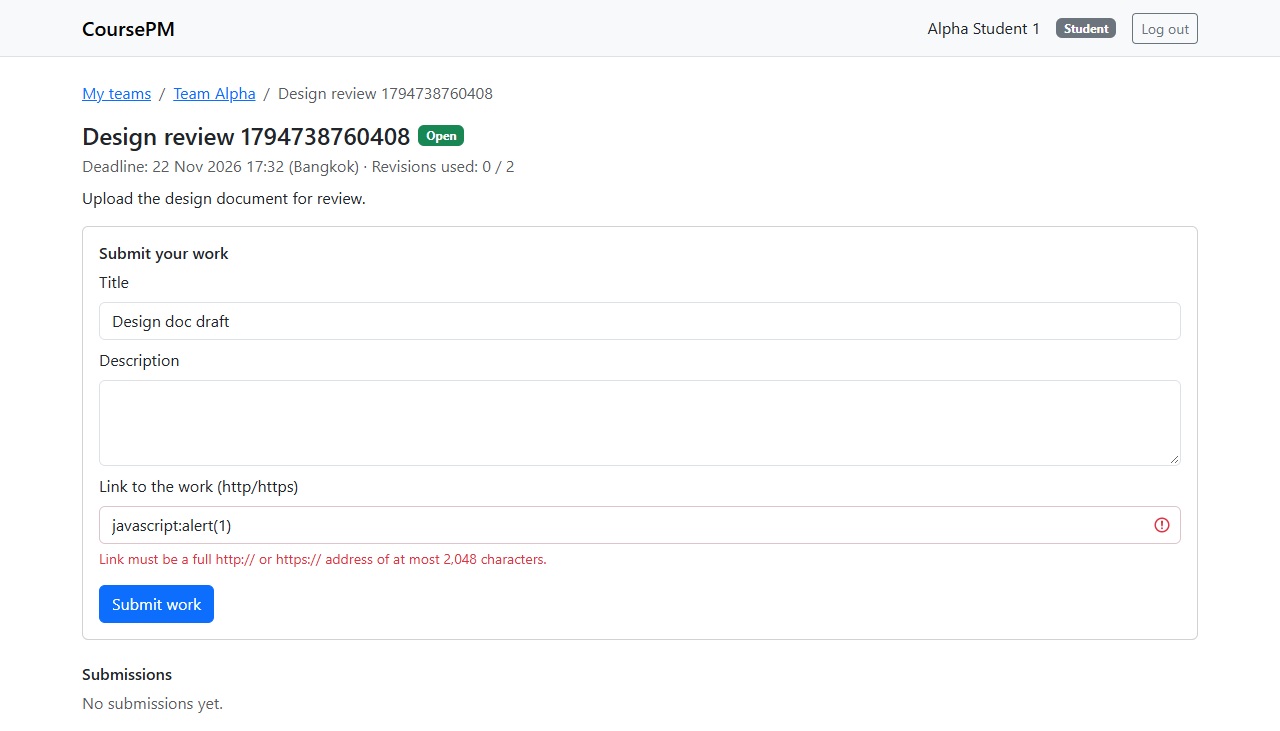 CoursePM
Alpha Student 1 Student Log out
My teams / Team Alpha / Design review 1794738760408
Design review 1794738760408 Open
Deadline: 22 Nov 2026 17:32 (Bangkok) · Revisions used: 0 / 2
Upload the design document for review.
Submit your work
Title
Design doc draft
Description
Link to the work (http/https)
javascript:alert(1)
Link must be a full http:// or https:// address of at most 2,048 characters.
Submit work
Submissions
No submissions yet.